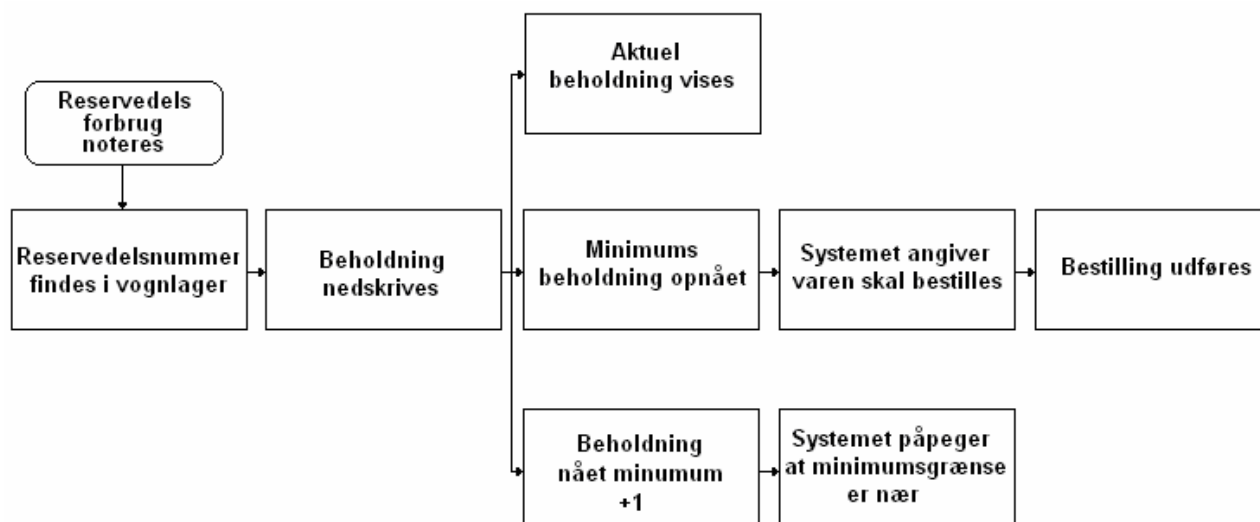 Aktuel
beholdning vises
Reservedels
forbrug
noteres
Reservedelsnummer
findes i vognlager
Beholdning
nedskrives
Minimums
beholdning opnået
Systemet angiver
varen skal bestilles
Bestilling udføres
Beholdning
nået minumum
+1
Systemet påpeger
at minimumsgrænse
er nær